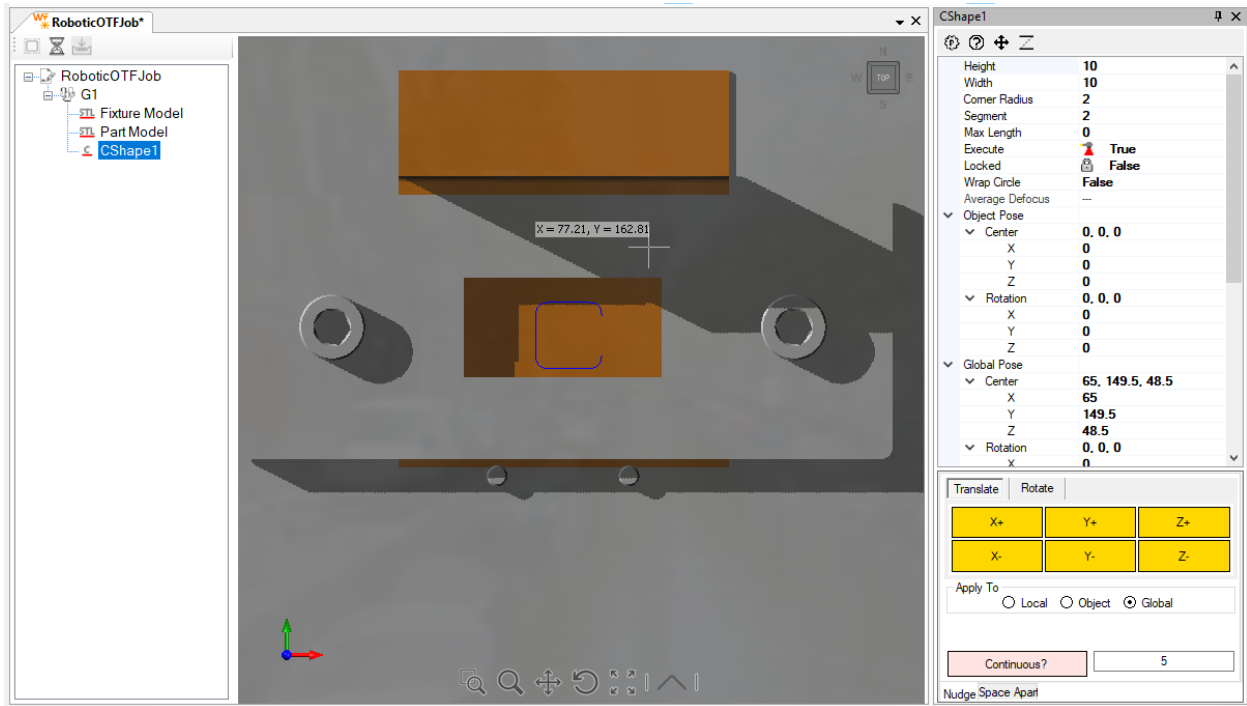 RoboticOTFJob*
RoboticOTFJob
G1
STL Fixture Model
STL Part Model
C CShape1
N
W TOP E
S
X = 77.21, Y = 162.81
CShape1
Height 10
Width 10
Corner Radius 2
Segment 2
Max Length 0
Execute True
Locked False
Wrap Circle False
Average Defocus ---
Object Pose
Center 0, 0, 0
X 0
Y 0
Z 0
Rotation 0, 0, 0
X 0
Y 0
Z 0
Global Pose
Center 65, 149.5, 48.5
X 65
Y 149.5
Z 48.5
Rotation 0, 0, 0
X 0
Translate Rotate
X+ Y+ Z+
X- Y- Z-
Apply To
Local Object Global
Continuous? 5
Nudge Space Apart